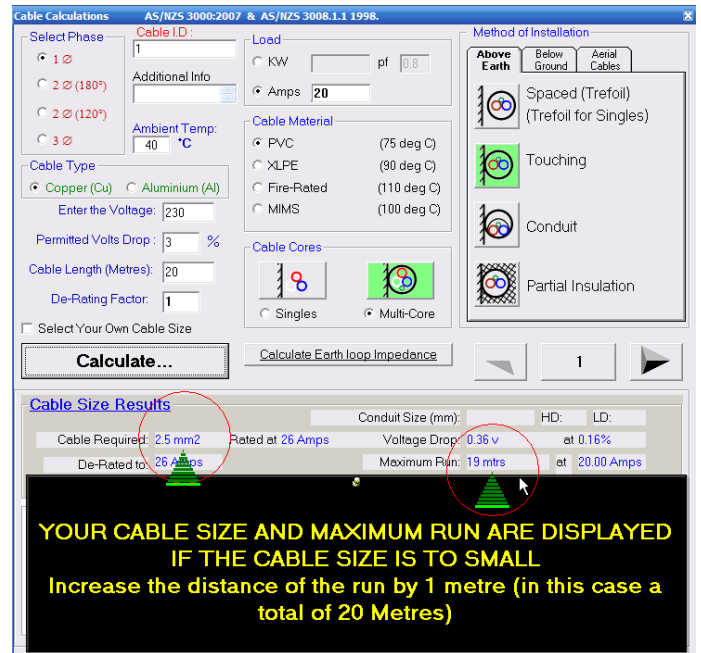 Cable Calculations AS/NZS 3000:2007 & AS/NZS 3008.1.1 1998. X
Select Phase
1 Ø
2 Ø (180°)
2 Ø (120°)
3 Ø
Cable I.D :
1
Additional Info
Ambient Temp:
40 °C
Load
KW pf 0.8
Amps 20
Cable Material
PVC (75 deg C)
XLPE (90 deg C)
Fire-Rated (110 deg C)
MIMS (100 deg C)
Method of Installation
Above Earth
Below Ground
Aerial Cables
Spaced (Trefoil)
(Trefoil for Singles)
Touching
Conduit
Partial Insulation
Cable Type
Copper (Cu) Aluminium (Al)
Enter the Voltage: 230
Permitted Volts Drop : 3 %
Cable Length (Metres): 20
De-Rating Factor: 1
Select Your Own Cable Size
Cable Cores
Singles Multi-Core
Calculate...
Calculate Earth loop Impedance
1
Cable Size Results
Conduit Size (mm): HD: LD:
Cable Required: 2.5 mm2 Rated at 26 Amps Voltage Drop: 0.36 v at 0.16%
De-Rated to: 26 Amps Maximum Run: 19 mtrs at 20.00 Amps
YOUR CABLE SIZE AND MAXIMUM RUN ARE DISPLAYED
IF THE CABLE SIZE IS TO SMALL
Increase the distance of the run by 1 metre (in this case a
total of 20 Metres)